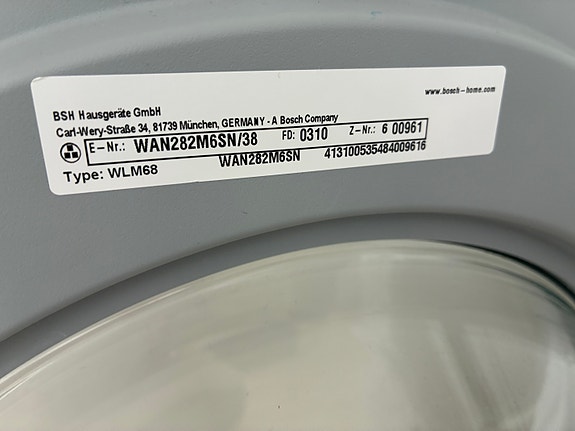 www.bosch-home.com
BSH Hausgeräte GmbH
Carl-Wery-Straße 34, 81739 München, GERMANY - A Bosch Company
E-Nr.: WAN282M6SN/38 FD: 0310 Z-Nr.: 6 00961
Type: WLM68 WAN282M6SN 413100535484009616